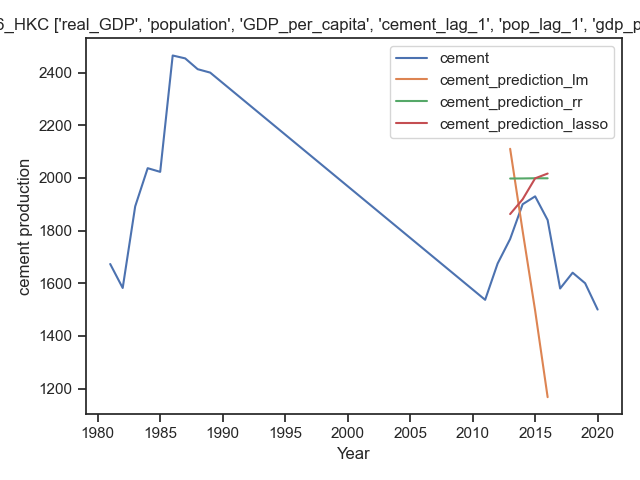 6_HKC ['real_GDP', 'population', 'GDP_per_capita', 'cement_lag_1', 'pop_lag_1', 'gdp_p
cement
cement_prediction_lm
cement_prediction_rr
cement_prediction_lasso
cement production
2400
2200
2000
1800
1600
1400
1200
1980 1985 1990 1995 2000 2005 2010 2015 2020
Year